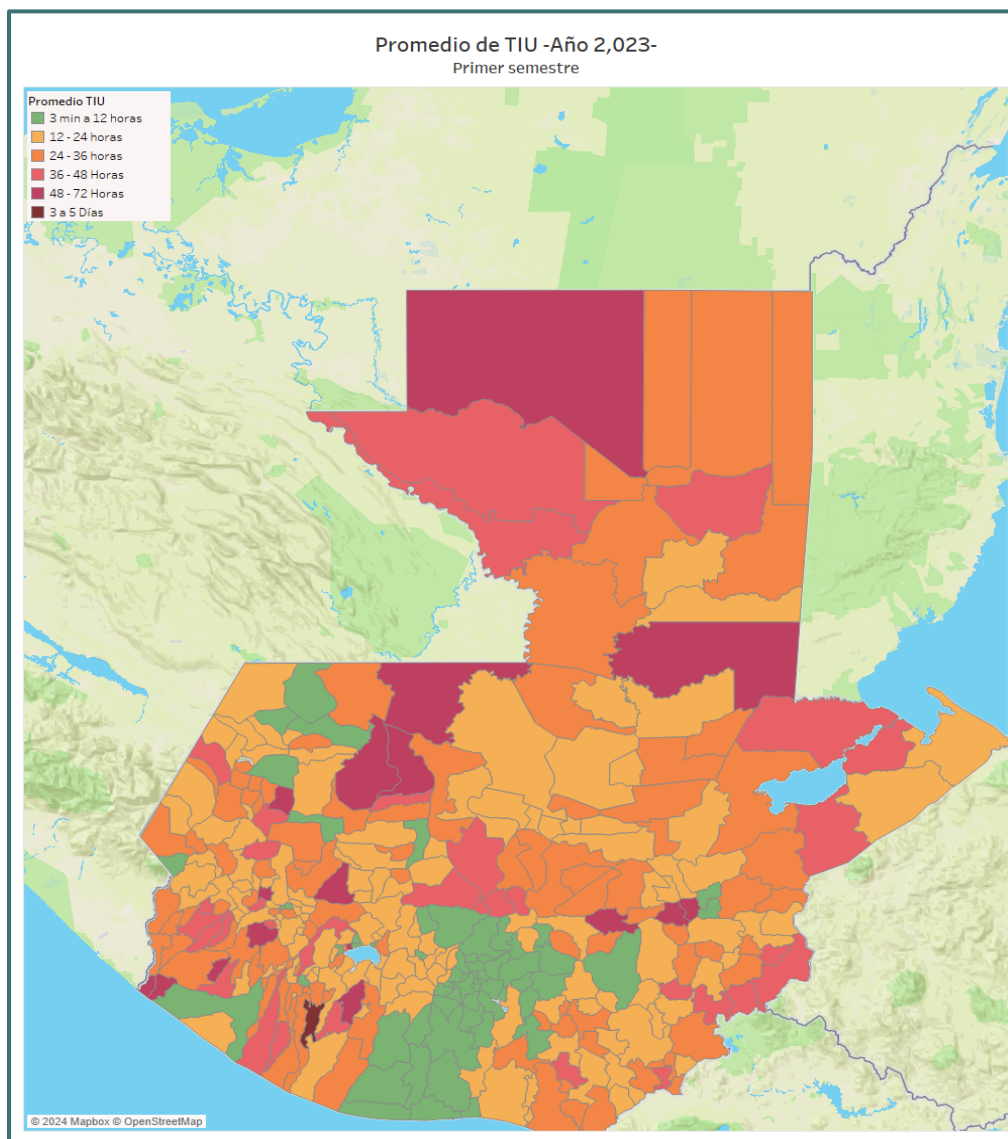 Promedio de TIU -Año 2,023-
Primer semestre
Promedio TIU
3 min a 12 horas
12 - 24 horas
24 - 36 horas
36 - 48 Horas
48 - 72 Horas
3 a 5 Días
© 2024 Mapbox © OpenStreetMap